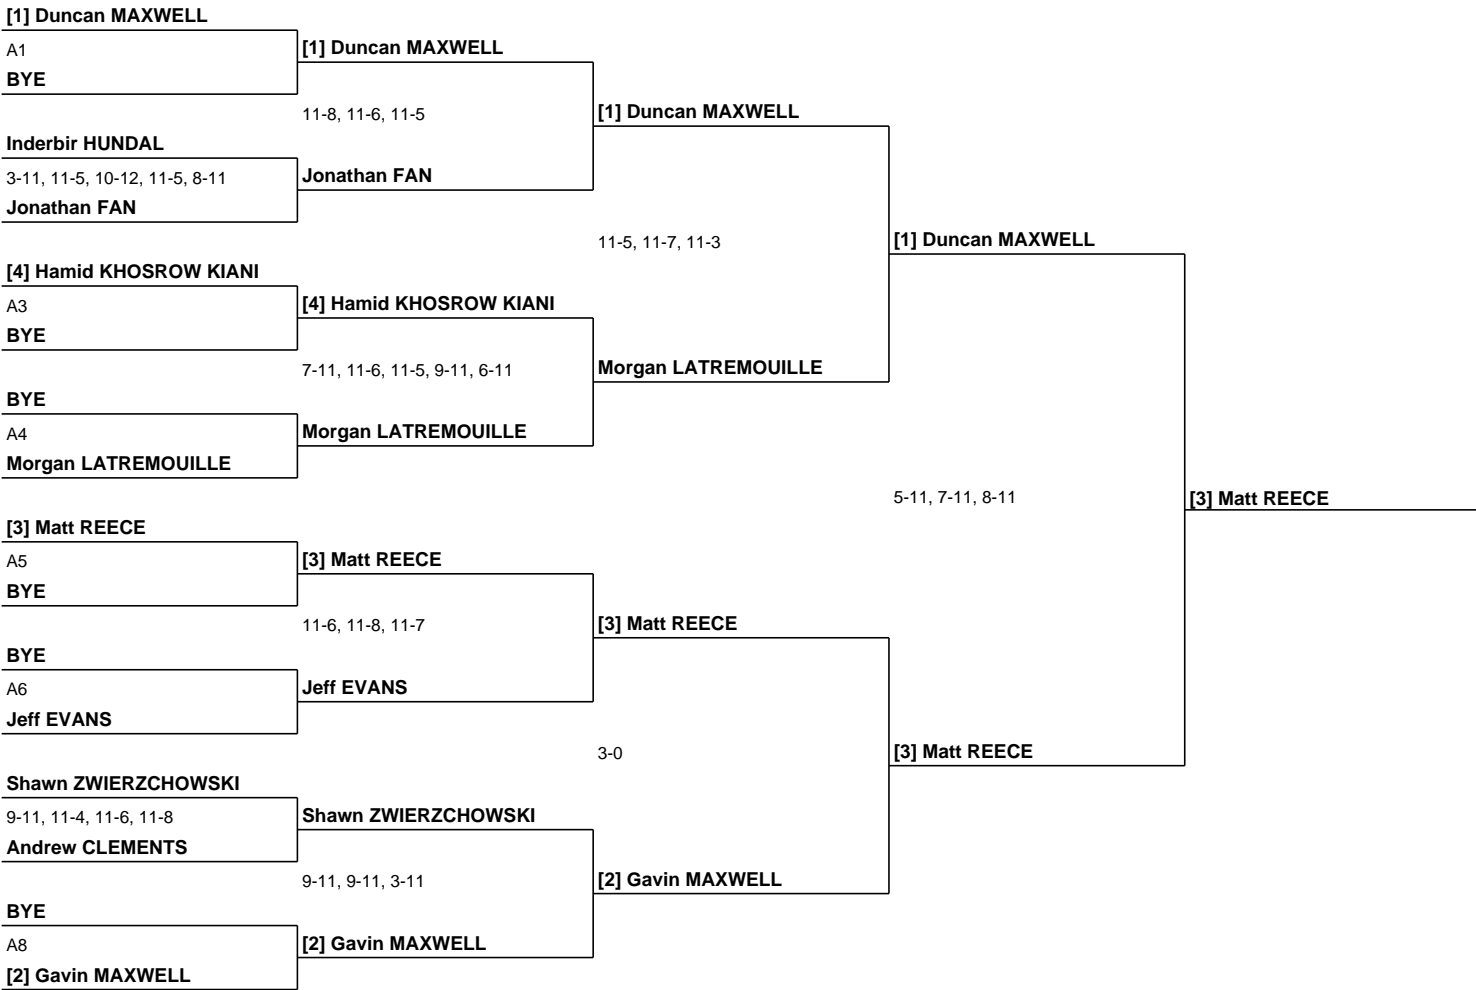 [1] Duncan MAXWELL
A1
BYE
Inderbir HUNDAL
3-11, 11-5, 10-12, 11-5, 8-11
Jonathan FAN
[4] Hamid KHOSROW KIANI
A3
BYE
BYE
A4
Morgan LATREMOUILLE
[3] Matt REECE
A5
BYE
BYE
A6
Jeff EVANS
Shawn ZWIERZCHOWSKI
9-11, 11-4, 11-6, 11-8
Andrew CLEMENTS
BYE
A8
[2] Gavin MAXWELL
[1] Duncan MAXWELL
11-8, 11-6, 11-5
Jonathan FAN
[4] Hamid KHOSROW KIANI
7-11, 11-6, 11-5, 9-11, 6-11
Morgan LATREMOUILLE
[3] Matt REECE
11-6, 11-8, 11-7
Jeff EVANS
Shawn ZWIERZCHOWSKI
9-11, 9-11, 3-11
[2] Gavin MAXWELL
[1] Duncan MAXWELL
11-5, 11-7, 11-3
Morgan LATREMOUILLE
[3] Matt REECE
3-0
[2] Gavin MAXWELL
[1] Duncan MAXWELL
5-11, 7-11, 8-11
[3] Matt REECE
[3] Matt REECE